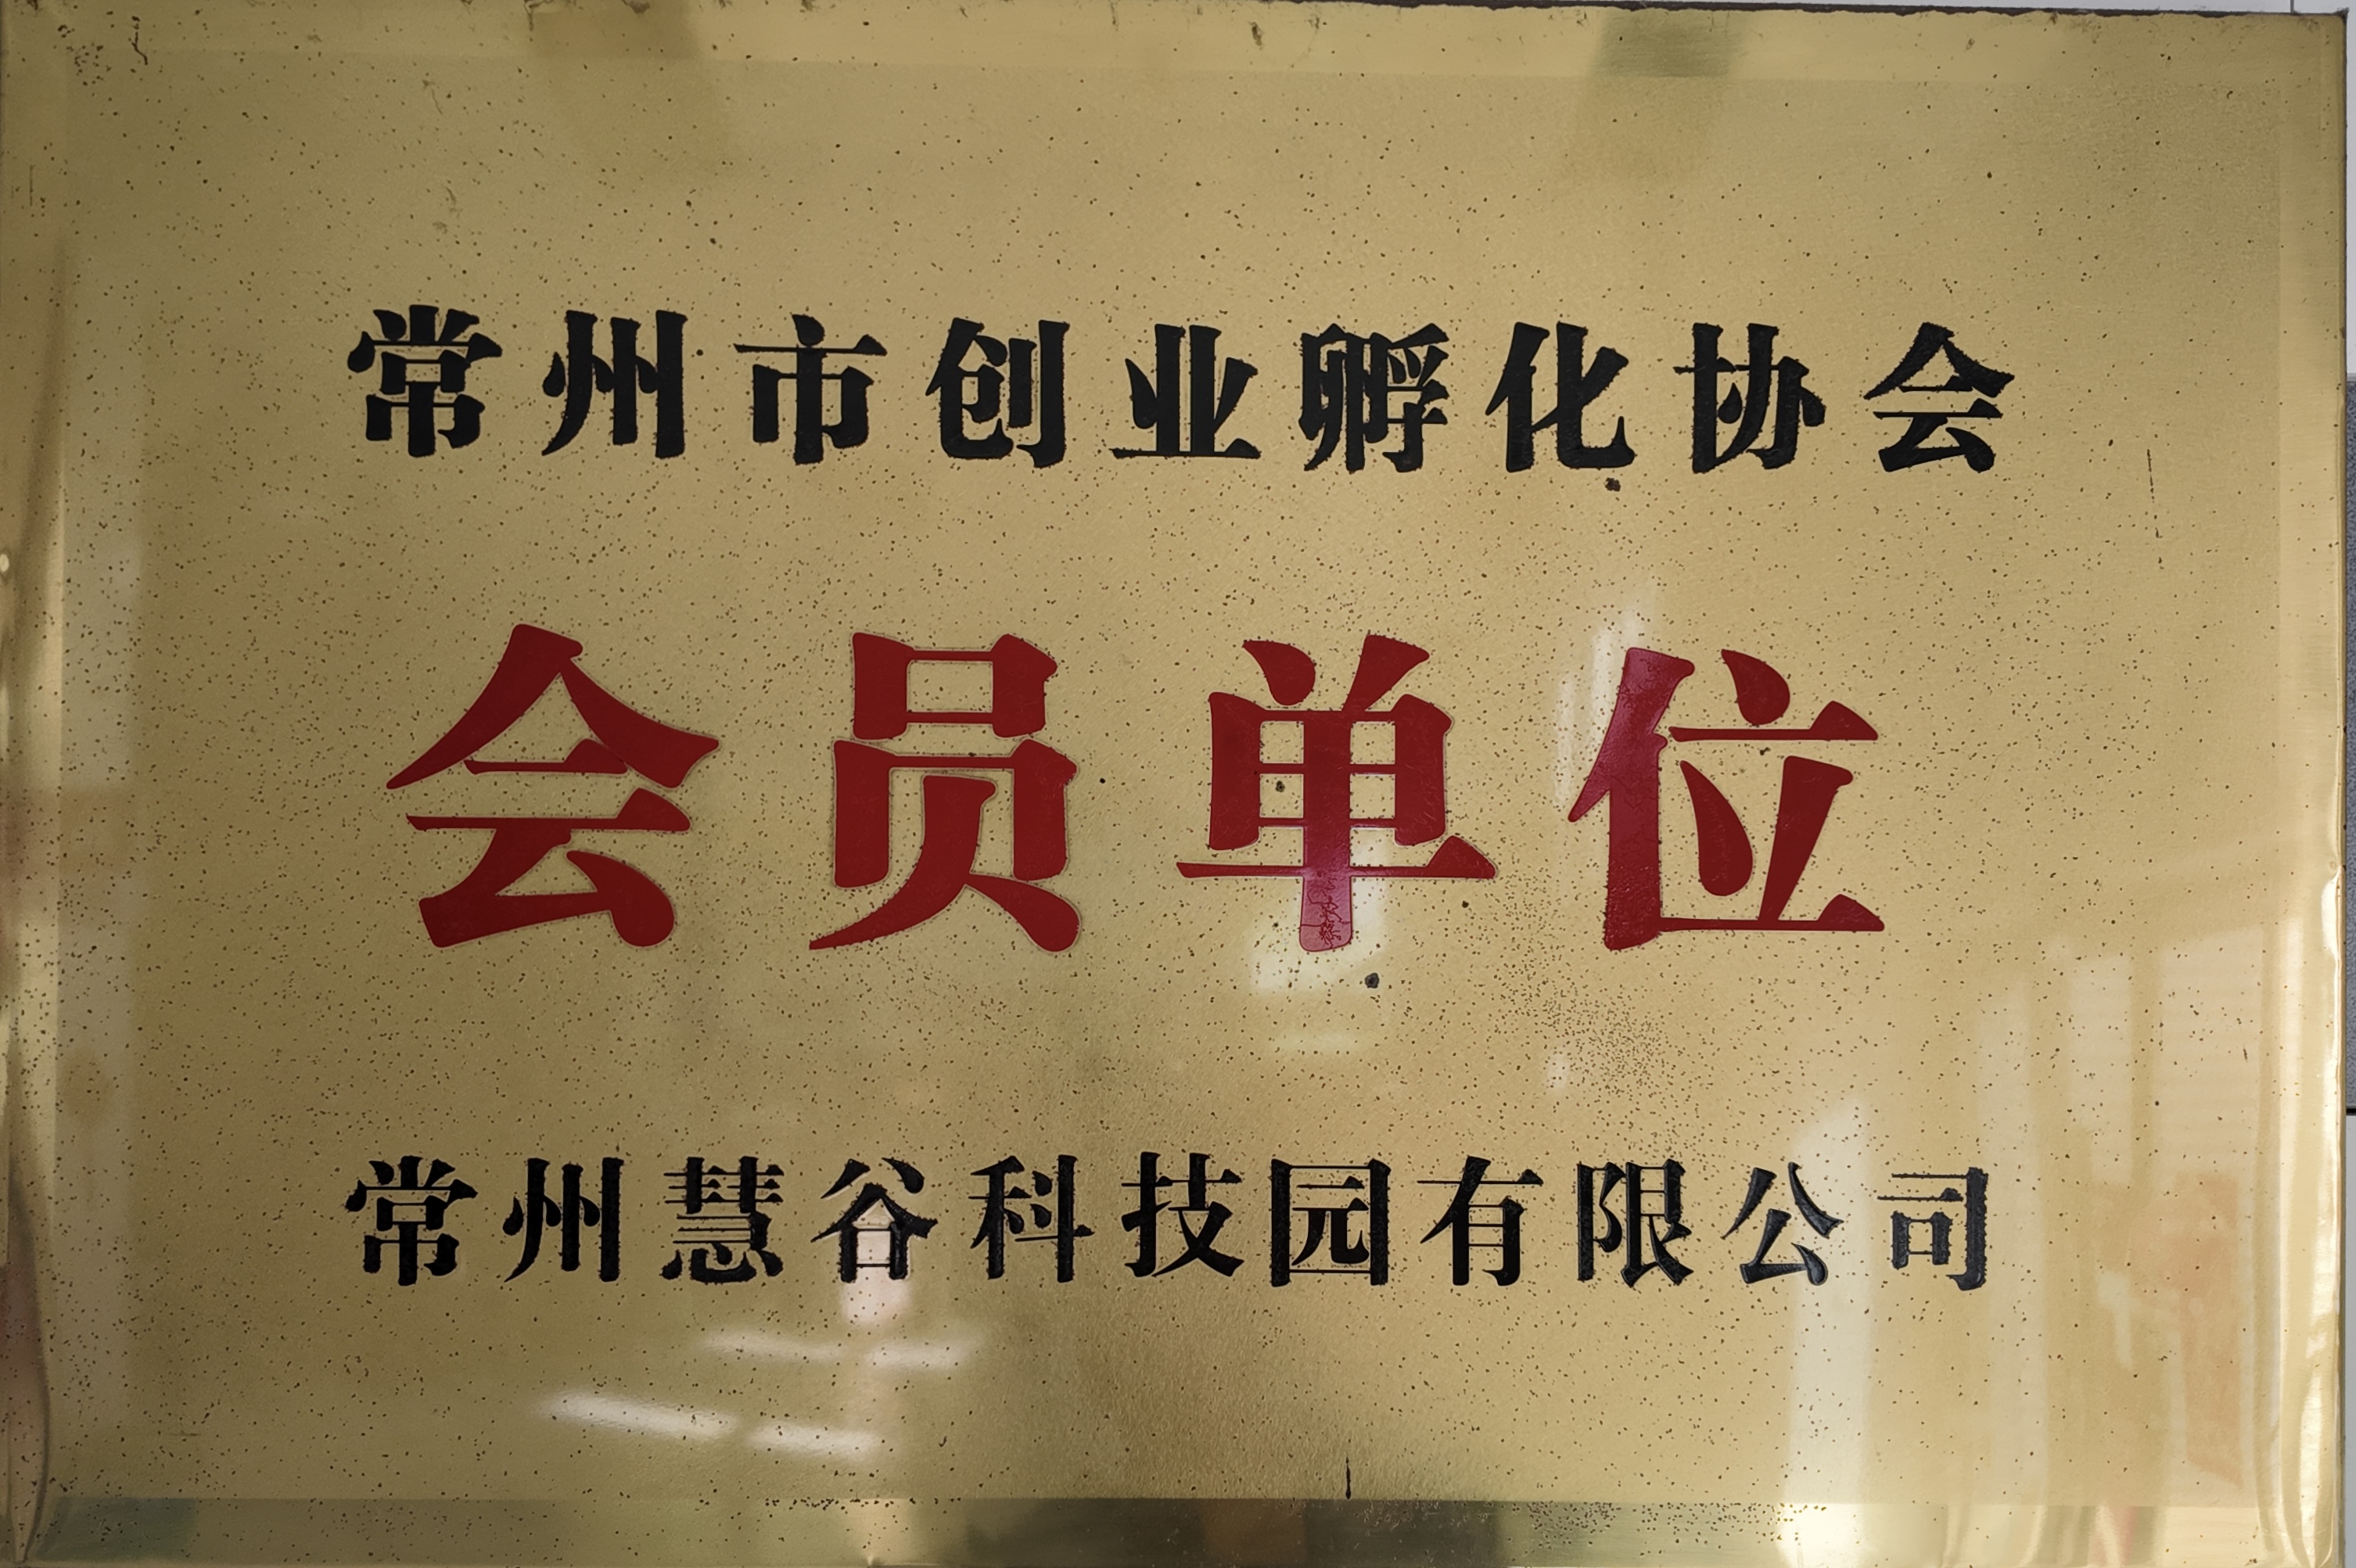 常州市创业孵化协会
会员单位
常州慧谷科技园有限公司